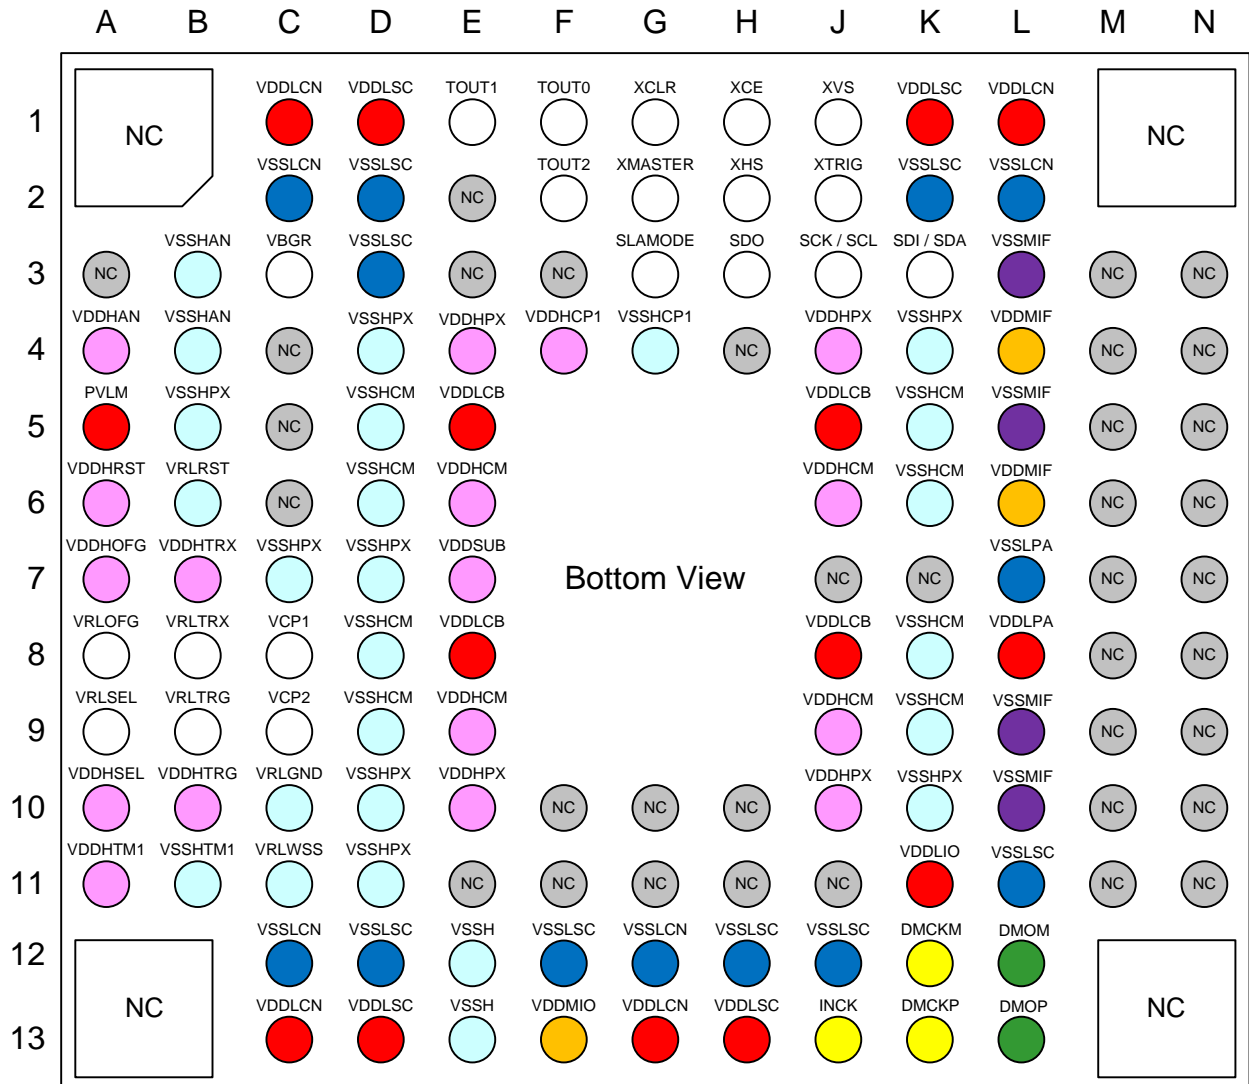 A B C D E F G H J K L M N
VDDLCN VDDLSC TOUT1 TOUT0 XCLR XCE XVS VDDLSC VDDLCN
1 NC NC
VSSLCN VSSLSC TOUT2 XMASTER XHS XTRIG VSSLSC VSSLCN
2 NC
VSSHAN VBGR VSSLSC SLAMODE SDO SCK / SCL SDI / SDA VSSMIF
3 NC NC NC NC NC
VDDHAN VSSHAN VSSHPX VDDHPX VDDHCP1 VSSHCP1 VDDHPX VSSHPX VDDMIF
4 NC NC NC NC
PVLM VSSHPX VSSHCM VDDLCB VDDLCB VSSHCM VSSMIF
5 NC NC NC
VDDHRST VRLRST VSSHCM VDDHCM VDDHCM VSSHCM VDDMIF
6 NC NC NC
VDDHOFG VDDHTRX VSSHPX VSSHPX VDDSUB VSSLPA
7 Bottom View NC NC NC NC
VRLOFG VRLTRX VCP1 VSSHCM VDDLCB VDDLCB VSSHCM VDDLPA
8 NC NC
VRLSEL VRLTRG VCP2 VSSHCM VDDHCM VDDHCM VSSHCM VSSMIF
9 NC NC
VDDHSEL VDDHTRG VRLGND VSSHPX VDDHPX VDDHPX VSSHPX VSSMIF
10 NC NC NC NC NC
VDDHTM1 VSSHTM1 VRLWSS VSSHPX VDDLIO VSSLSC
11 NC NC NC NC NC NC NC
VSSLCN VSSLSC VSSH VSSLSC VSSLCN VSSLSC VSSLSC DMCKM DMOM
12
NC NC
VDDLCN VDDLSC VSSH VDDMIO VDDLCN VDDLSC INCK DMCKP DMOP
13